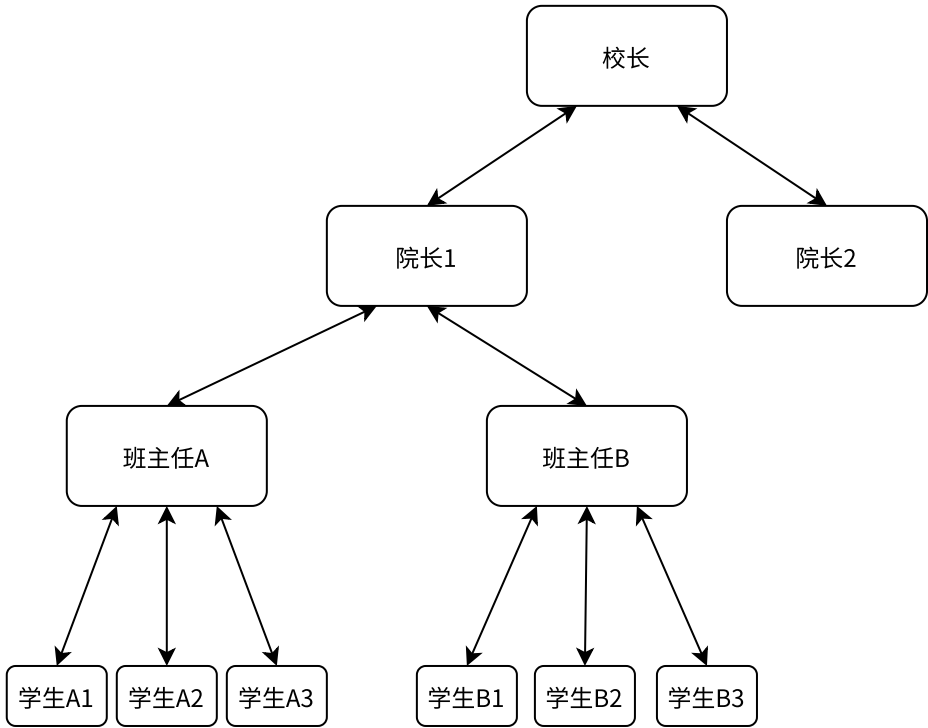 校长
院长1
院长2
班主任A
班主任B
学生A1
学生A2
学生A3
学生B1
学生B2
学生B3